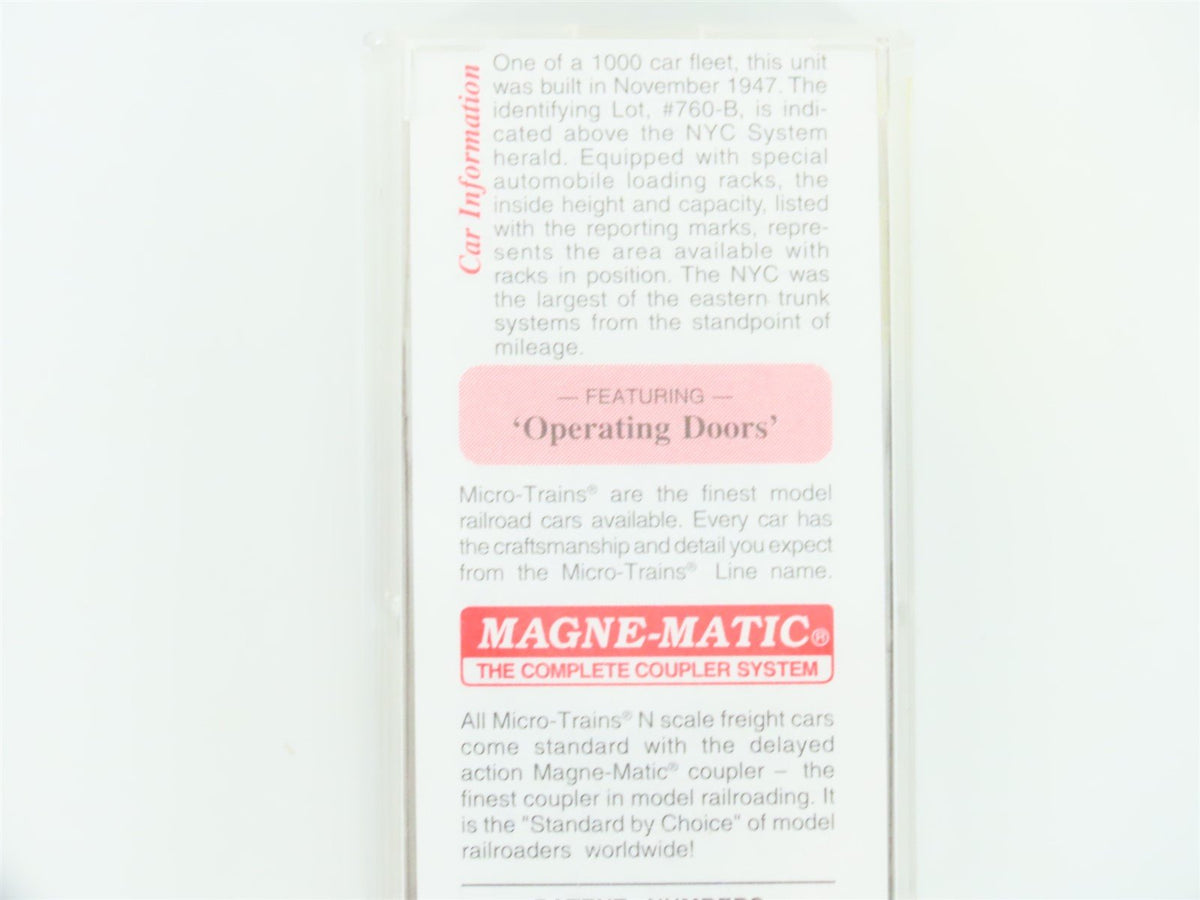 Car Information
One of a 1000 car fleet, this unit
was built in November 1947. The
identifying Lot, #760-B, is indi-
cated above the NYC System
herald. Equipped with special
automobile loading racks, the
inside height and capacity, listed
with the reporting marks, repre-
sents the area available with
racks in position. The NYC was
the largest of the eastern trunk
systems from the standpoint of
mileage.
— FEATURING —
‘Operating Doors’
Micro-Trains® are the finest model
railroad cars available. Every car has
the craftsmanship and detail you expect
from the Micro-Trains® Line name.
MAGNE-MATIC®
THE COMPLETE COUPLER SYSTEM
All Micro-Trains® N scale freight cars
come standard with the delayed
action Magne-Matic® coupler – the
finest coupler in model railroading. It
is the "Standard by Choice" of model
railroaders worldwide!
PATENT NUMBERS